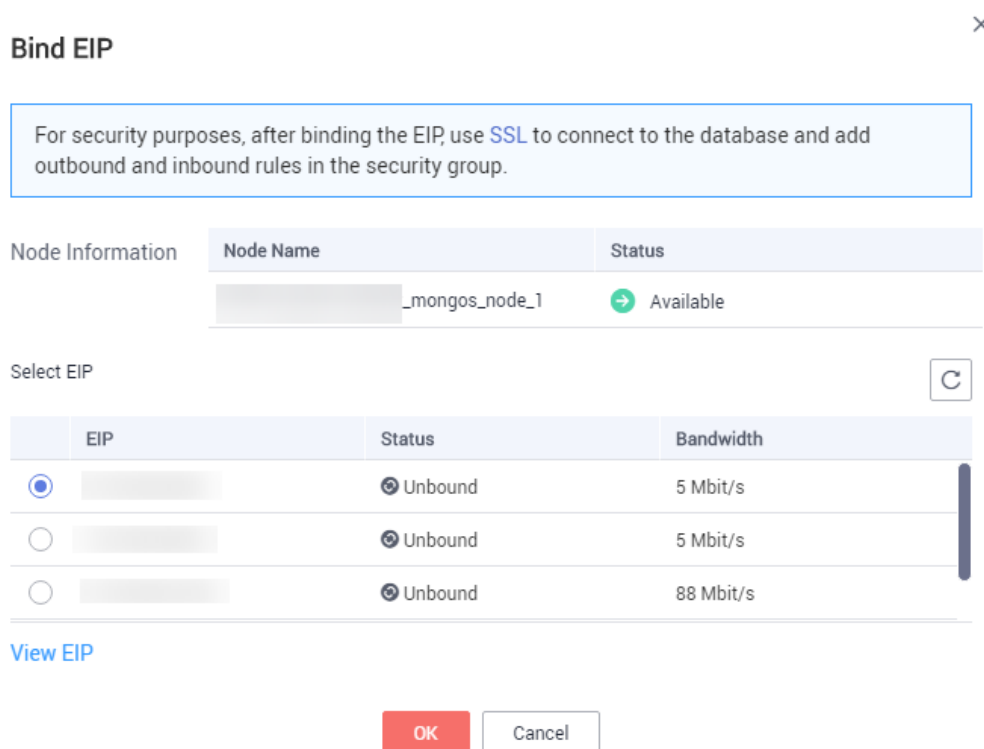 Bind EIP
For security purposes, after binding the EIP, use SSL to connect to the database and add
outbound and inbound rules in the security group.
Node Information
Node Name Status
_mongos_node_1 Available
Select EIP
EIP Status Bandwidth
Unbound 5 Mbit/s
Unbound 5 Mbit/s
Unbound 88 Mbit/s
View EIP
OK Cancel